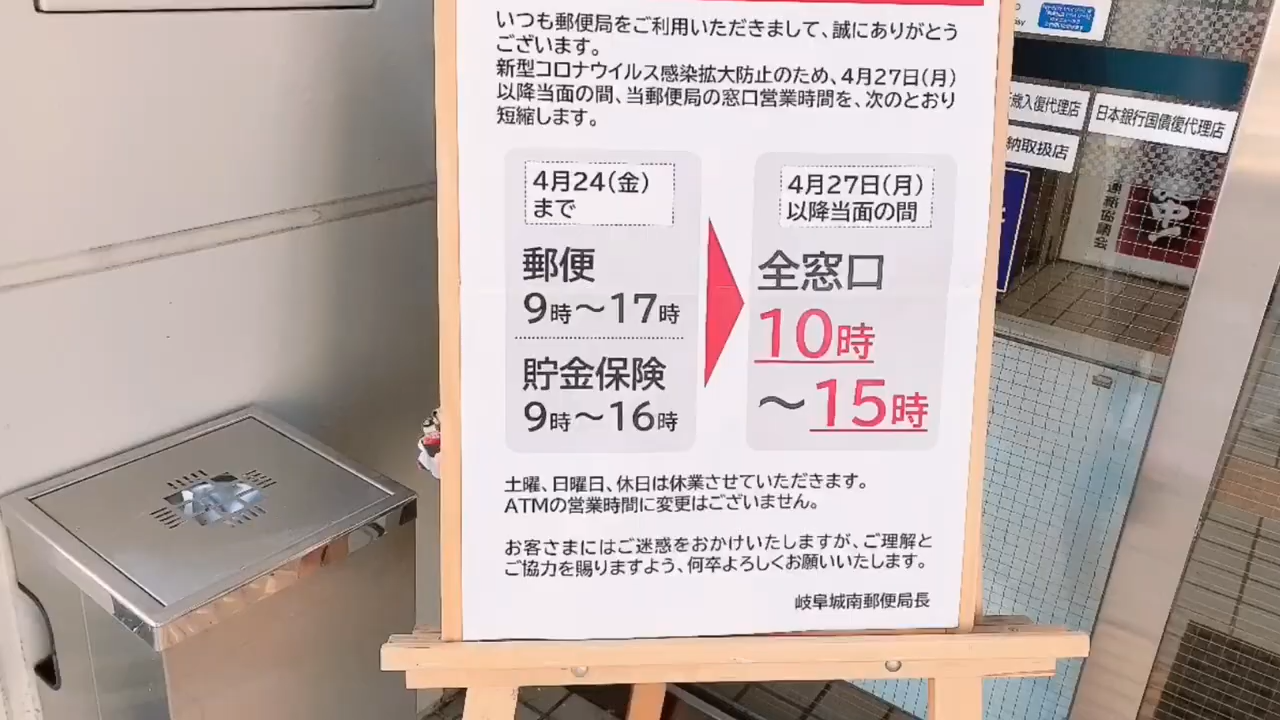 いつも郵便局をご利用いただきまして、誠にありがとう
ございます。
新型コロナウイルス感染拡大防止のため、4月27日(月)
以降当面の間、当郵便局の窓口営業時間を、次のとおり
短縮します。
4月24(金)
まで
郵便
9時～17時
貯金保険
9時～16時
4月27日(月)
以降当面の間
全窓口
10時
～15時
土曜、日曜日、休日は休業させていただきます。
ATMの営業時間に変更はございません。
お客さまにはご迷惑をおかけいたしますが、ご理解と
ご協力を賜りますよう、何卒よろしくお願いいたします。
岐阜城南郵便局長
歳入復代理店
日本銀行国債復代理店
納取扱店
連絡協議会